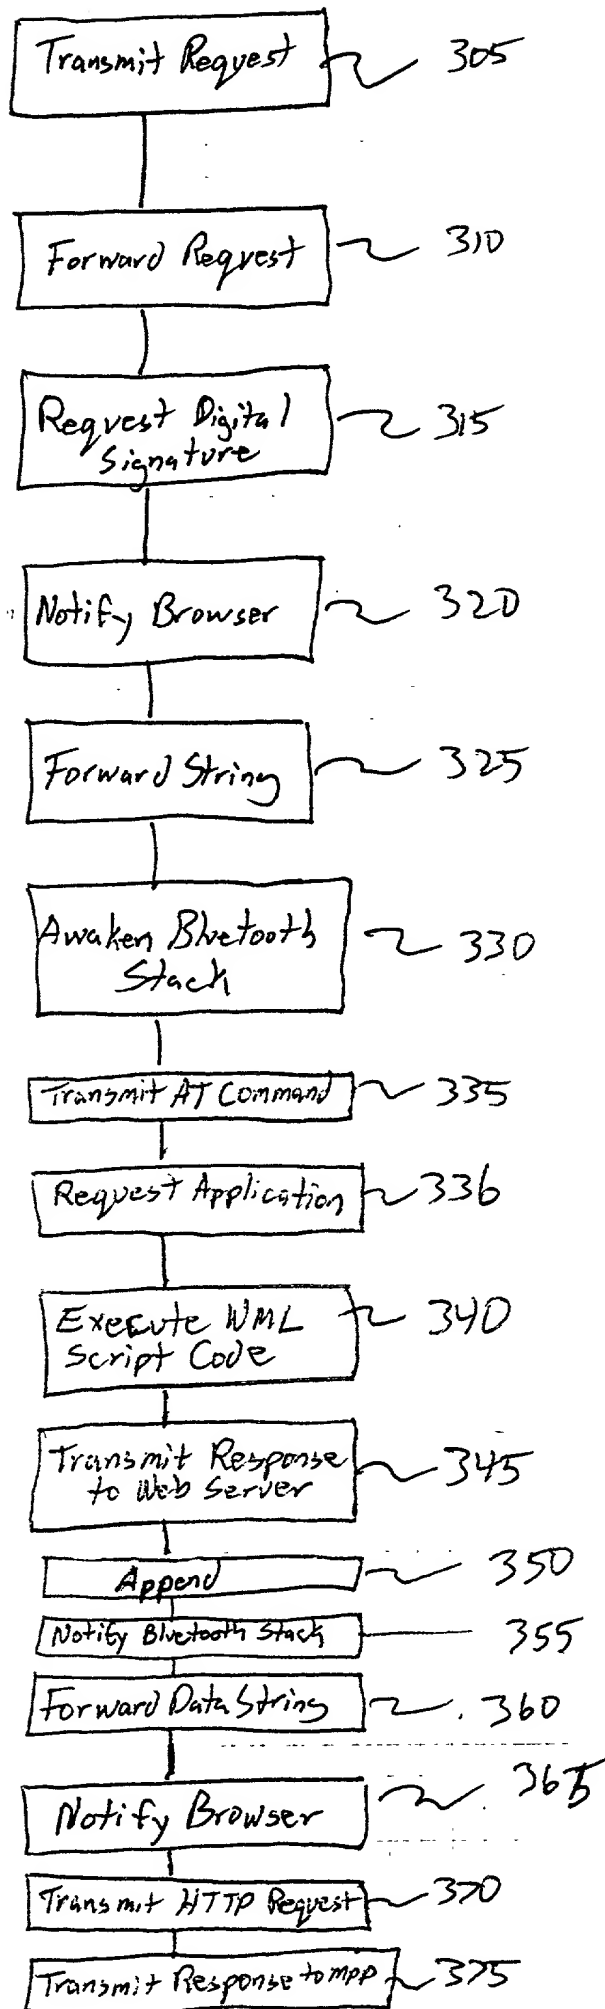 Transmit Request 305
Forward Request 310
Request Digital 315
Signature
Notify Browser 320
Forward String 325
Awaken Bluetooth 330
Stack
Transmit AT Command 335
Request Application 336
Execute WML 340
Script Code
Transmit Response 345
to Web Server
Append 350
Notify Bluetooth Stack 355
Forward Data String 360
Notify Browser 365
Transmit HTTP Request 370
Transmit Response to mpp 375